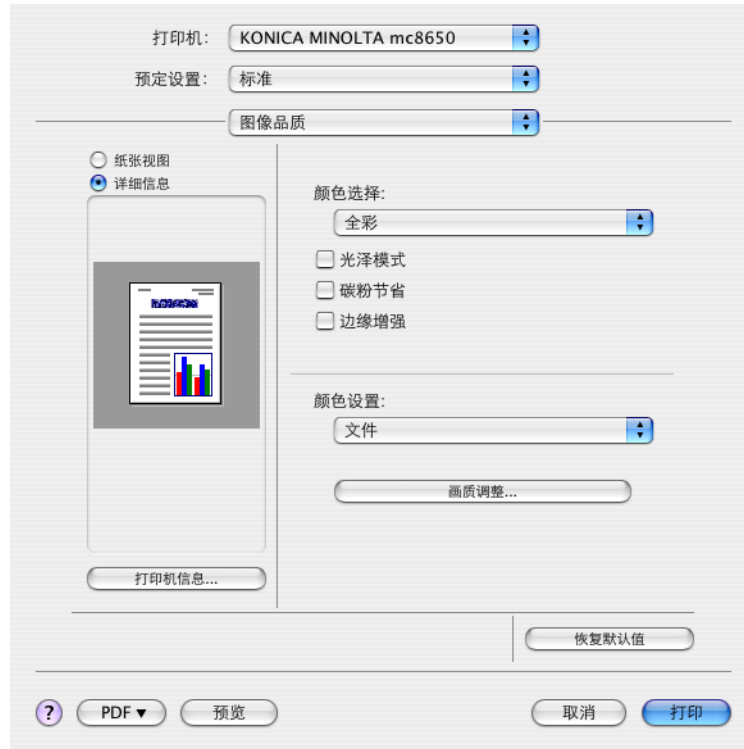 打印机: KONICA MINOLTA mc8650
预定设置: 标准
图像品质
纸张视图
详细信息
颜色选择:
全彩
光泽模式
碳粉节省
边缘增强
颜色设置:
文件
画质调整...
打印机信息...
恢复默认值
? PDF▼ 预览 取消 打印